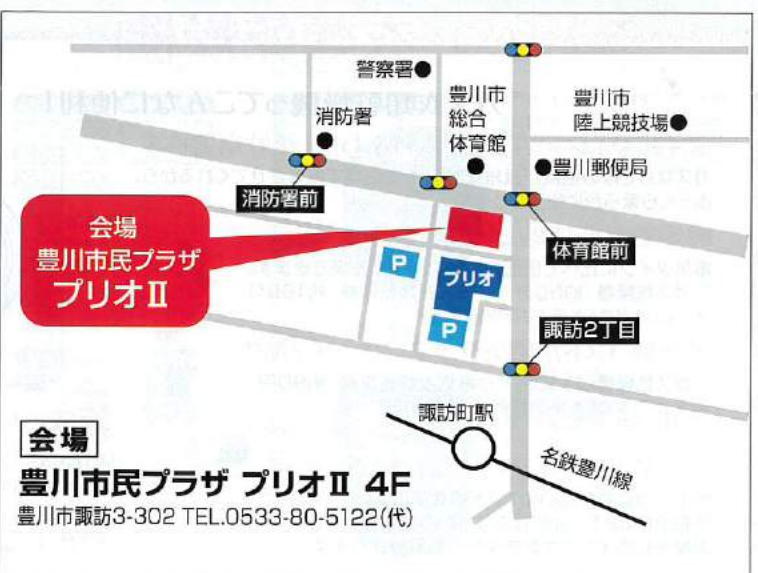 警察署
豊川市
総合
体育館
豊川市
陸上競技場
消防署
豊川郵便局
消防署前
会場
豊川市民プラザ
プリオⅡ
体育館前
P
プリオ
P
諏訪2丁目
諏訪町駅
名鉄豊川線
会場
豊川市民プラザ プリオⅡ 4F
豊川市諏訪3-302 TEL.0533-80-5122(代)